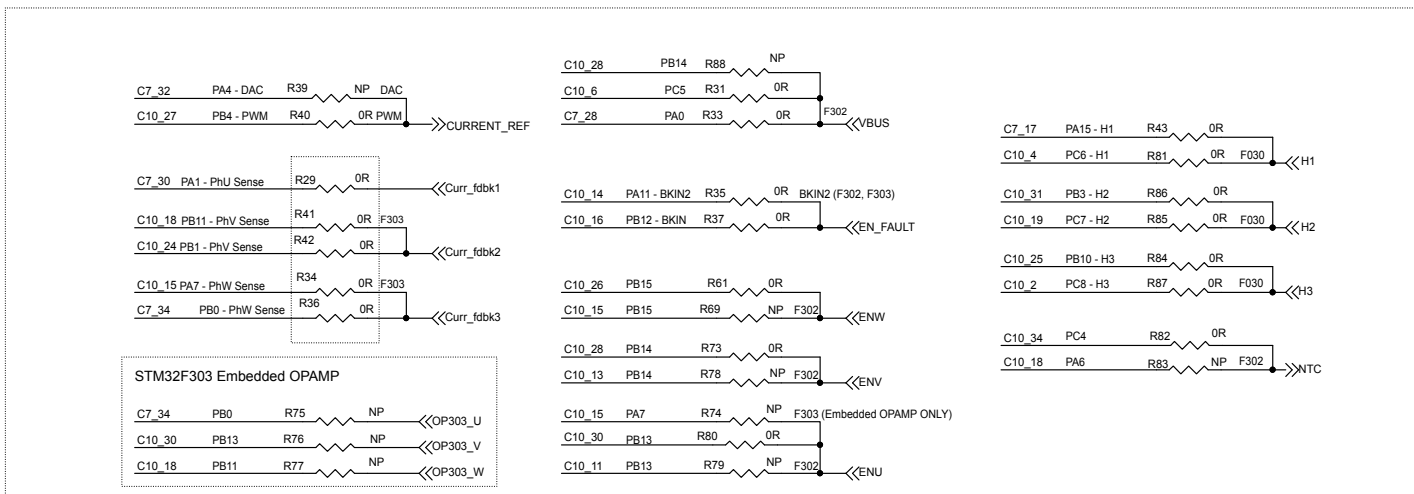 C7_32 PA4 - DAC R39 NP DAC
C10_27 PB4 - PWM R40 0R PWM
CURRENT_REF
C7_30 PA1 - PhU Sense R29 0R
Curr_fdbk1
C10_18 PB11 - PhV Sense R41 0R F303
C10_24 PB1 - PhV Sense R42 0R
Curr_fdbk2
C10_15 PA7 - PhW Sense R34 0R F303
C7_34 PB0 - PhW Sense R36 0R
Curr_fdbk3
STM32F303 Embedded OPAMP
C7_34 PB0 R75 NP OP303_U
C10_30 PB13 R76 NP OP303_V
C10_18 PB11 R77 NP OP303_W
C10_28 PB14 R88 NP
C10_6 PC5 R31 0R
C7_28 PA0 R33 0R F302
VBUS
C10_14 PA11 - BKIN2 R35 0R BKIN2 (F302, F303)
C10_16 PB12 - BKIN R37 0R
EN_FAULT
C10_26 PB15 R61 0R
C10_15 PB15 R69 NP F302
ENW
C10_28 PB14 R73 0R
C10_13 PB14 R78 NP F302
ENV
C10_15 PA7 R74 NP F303 (Embedded OPAMP ONLY)
C10_30 PB13 R80 0R
C10_11 PB13 R79 NP F302
ENU
C7_17 PA15 - H1 R43 0R
C10_4 PC6 - H1 R81 0R F030
H1
C10_31 PB3 - H2 R86 0R
C10_19 PC7 - H2 R85 0R F030
H2
C10_25 PB10 - H3 R84 0R
C10_2 PC8 - H3 R87 0R F030
H3
C10_34 PC4 R82 0R
C10_18 PA6 R83 NP F302
NTC